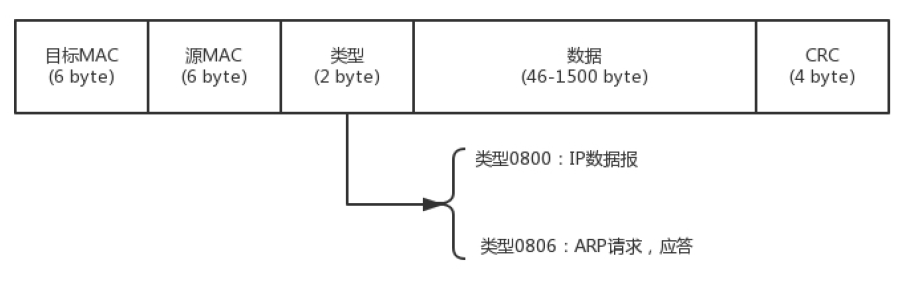 目标MAC
(6 byte)
源MAC
(6 byte)
类型
(2 byte)
数据
(46-1500 byte)
CRC
(4 byte)
类型0800：IP数据报
类型0806：ARP请求，应答